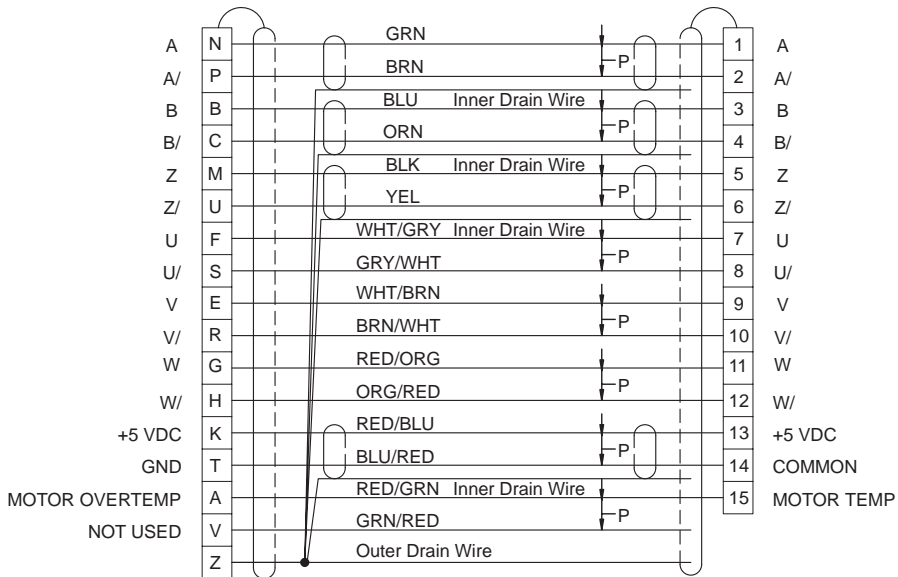 A N GRN 1 A
A/ P BRN P 2 A/
B B BLU Inner Drain Wire 3 B
B/ C ORN P 4 B/
Z M BLK Inner Drain Wire 5 Z
Z/ U YEL P 6 Z/
U F WHT/GRY Inner Drain Wire 7 U
U/ S GRY/WHT P 8 U/
V E WHT/BRN 9 V
V/ R BRN/WHT P 10 V/
W G RED/ORG 11 W
W/ H ORG/RED P 12 W/
+5 VDC K RED/BLU 13 +5 VDC
GND T BLU/RED P 14 COMMON
MOTOR OVERTEMP A RED/GRN Inner Drain Wire 15 MOTOR TEMP
NOT USED V GRN/RED P
Z Outer Drain Wire